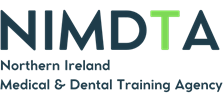 NIMDTA
Northern Ireland
Medical & Dental Training Agency